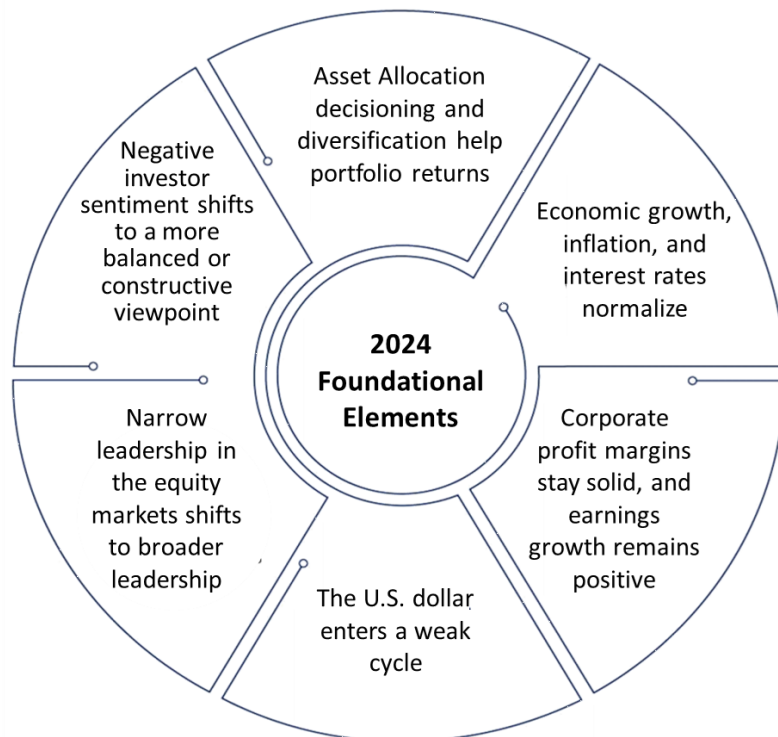 Asset Allocation
decisioning and
diversification help
portfolio returns
Economic growth,
inflation, and
interest rates
normalize
Corporate
profit margins
stay solid, and
earnings
growth remains
positive
The U.S. dollar
enters a weak
cycle
Narrow
leadership in
the equity
markets shifts
to broader
leadership
Negative
investor
sentiment shifts
to a more
balanced or
constructive
viewpoint
2024
Foundational
Elements